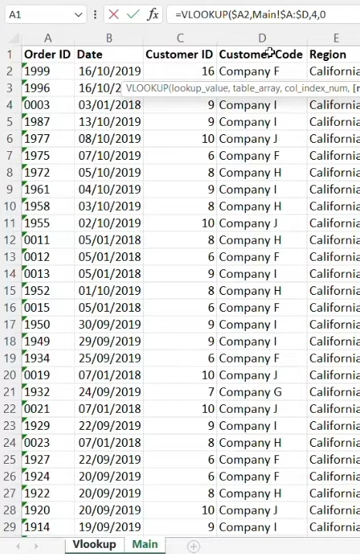 A1 fx =VLOOKUP($A2,Main!$A:$D,4,0
A B C D E
1 Order ID Date Customer ID Customer Code Region
2 1999 16/10/2019 16 Company F California
3 1996 16/10/2 VLOOKUP(lookup_value, table_array, col_index_num, [r
4 0003 03/01/2018 9 Company I California
5 1987 13/10/2019 9 Company I California
6 1977 08/10/2019 10 Company J California
7 1975 07/10/2019 6 Company F California
8 1972 05/10/2019 8 Company H California
9 1961 04/10/2019 9 Company I California
10 1958 03/10/2019 8 Company H California
11 1955 02/10/2019 10 Company J California
12 0011 05/01/2018 8 Company H California
13 0012 05/01/2018 6 Company F California
14 0013 05/01/2018 9 Company I California
15 1952 01/10/2019 8 Company H California
16 0015 05/01/2018 6 Company F California
17 1950 30/09/2019 9 Company I California
18 1949 29/09/2019 9 Company I California
19 1934 25/09/2019 6 Company F California
20 0019 07/01/2018 10 Company J California
21 1932 24/09/2019 7 Company G California
22 0021 07/01/2018 10 Company J California
23 1929 22/09/2019 9 Company I California
24 0023 07/01/2018 8 Company H California
25 1927 22/09/2019 6 Company F California
26 1924 20/09/2019 6 Company F California
27 1922 20/09/2019 8 Company H California
28 1920 20/09/2019 10 Company J California
29 1914 19/09/2019 9 Company I California
Vlookup Main